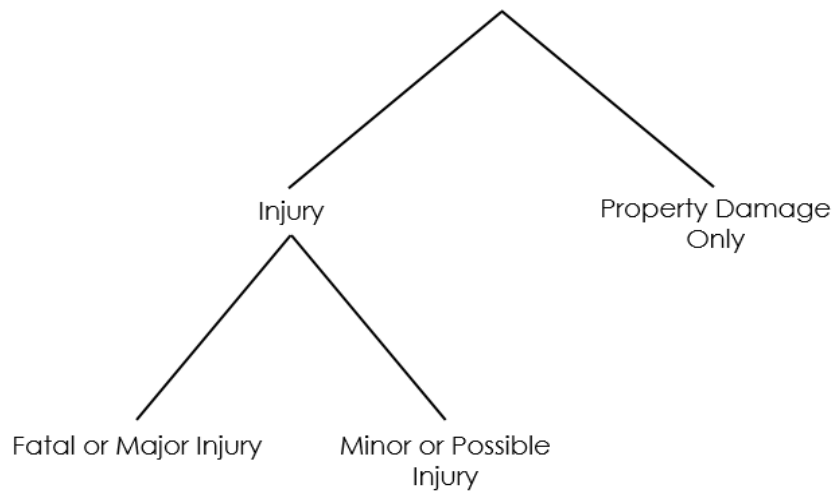 Injury
Property Damage
Only
Fatal or Major Injury
Minor or Possible
Injury